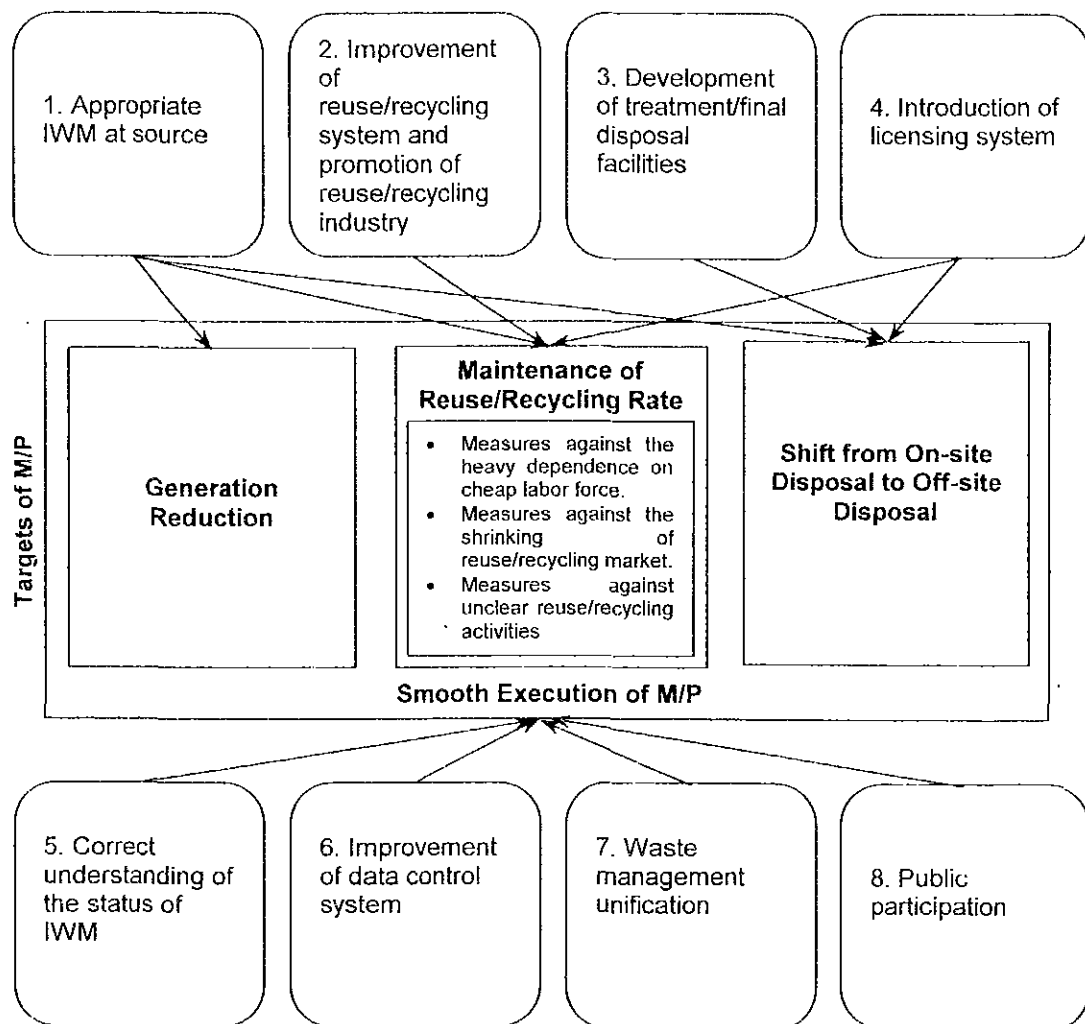 1. Appropriate
IWM at source
2. Improvement
of
reuse/recycling
system and
promotion of
reuse/recycling
industry
3. Development
of treatment/final
disposal
facilities
4. Introduction of
licensing system
Targets of M/P
Generation
Reduction
Maintenance of
Reuse/Recycling Rate
• Measures against the
heavy dependence on
cheap labor force.
• Measures against the
shrinking of
reuse/recycling market.
• Measures against
unclear reuse/recycling
activities
Shift from On-site
Disposal to Off-site
Disposal
Smooth Execution of M/P
5. Correct
understanding of
the status of
IWM
6. Improvement
of data control
system
7. Waste
management
unification
8. Public
participation